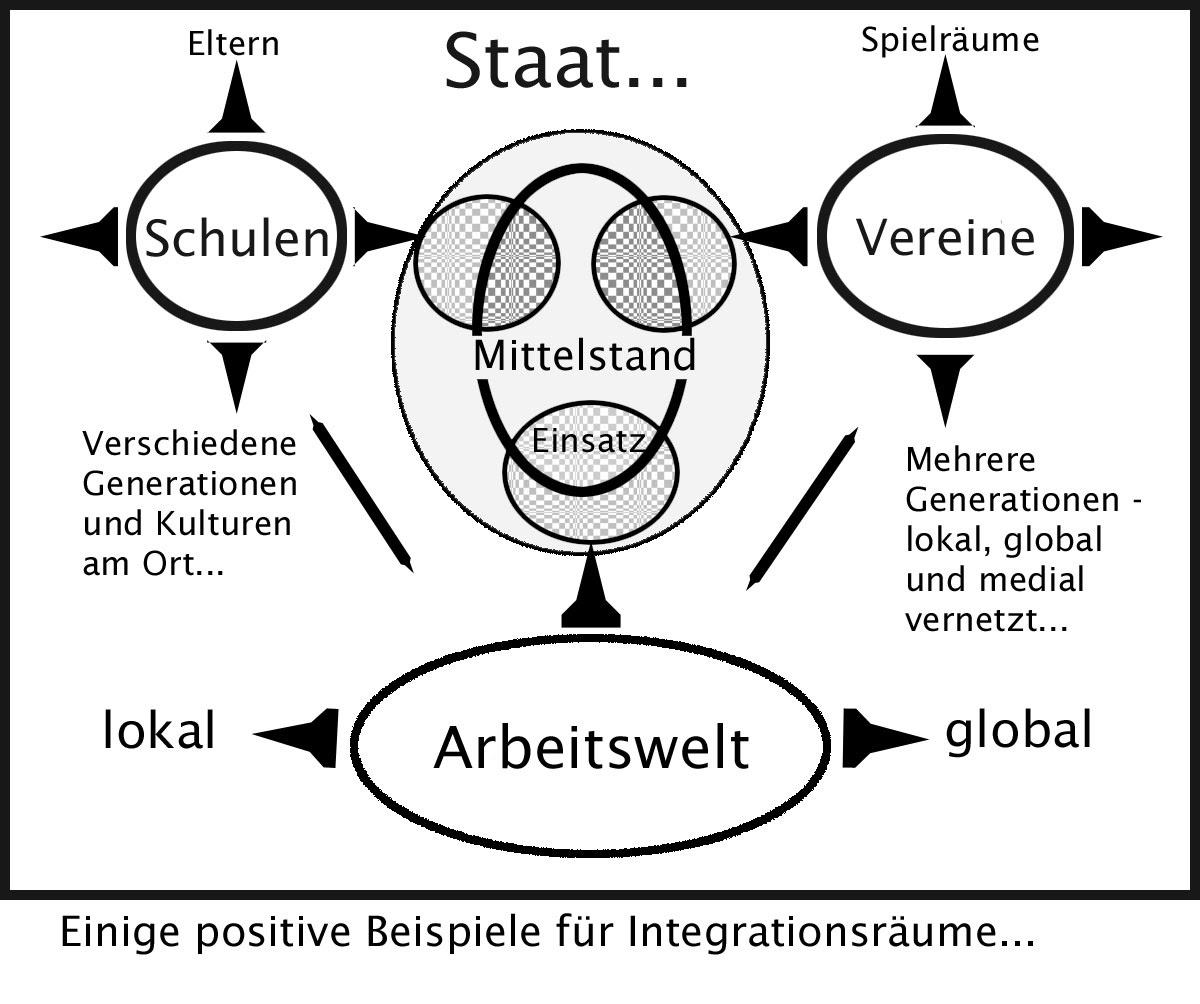 Eltern
Staat...
Spielräume
Schulen
Vereine
Mittelstand
Einsatz
Verschiedene
Generationen
und Kulturen
am Ort...
Mehrere
Generationen -
lokal, global
und medial
vernetzt...
lokal
Arbeitswelt
global
Einige positive Beispiele für Integrationsräume...